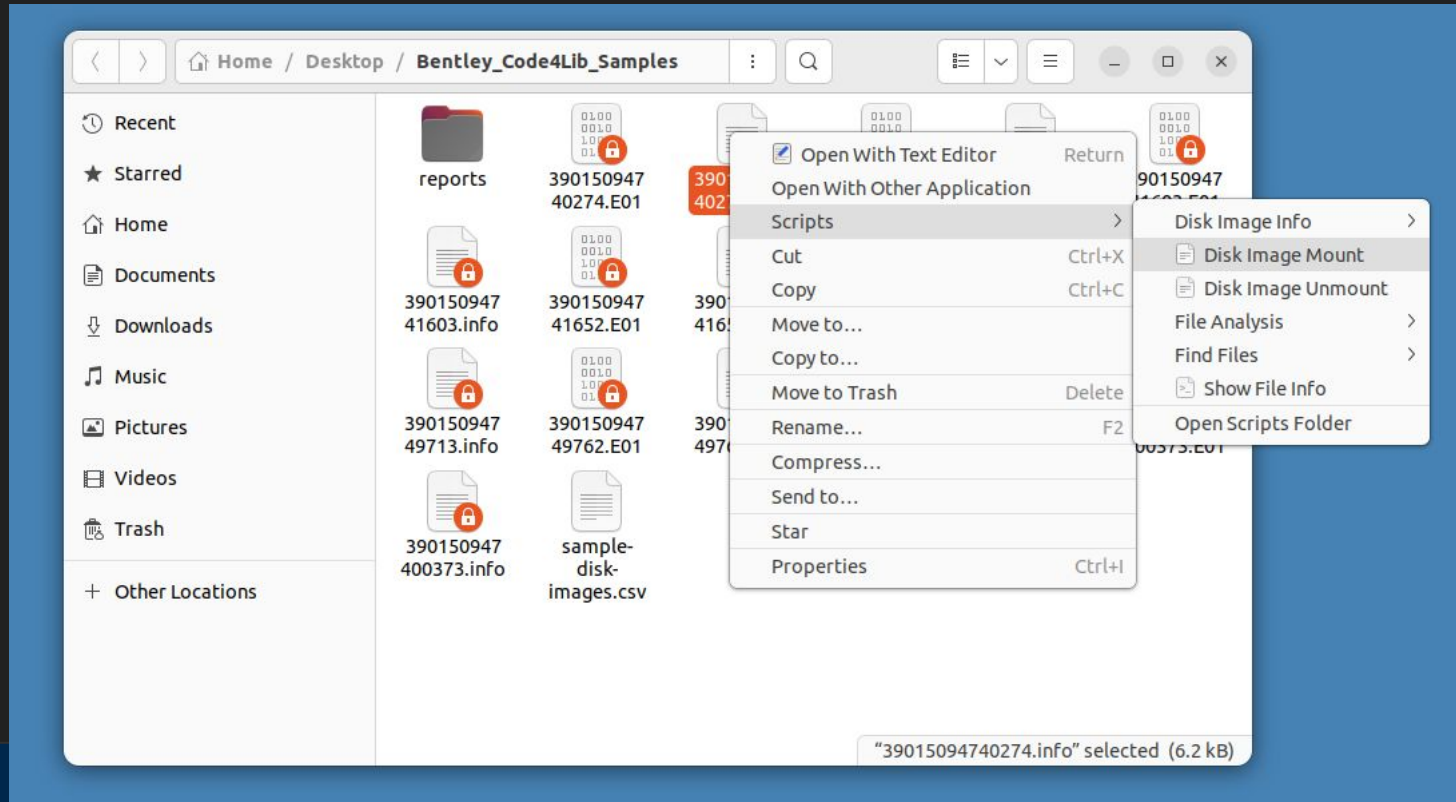 Home / Desktop / Bentley_Code4Lib_Samples
Recent
Starred
Home
Documents
Downloads
Music
Pictures
Videos
Trash
+ Other Locations
reports
390150947
40274.E01
390150947
41603.info
390150947
41652.E01
390150947
49713.info
390150947
49762.E01
390150947
400373.info
sample-
disk-
images.csv
Open With Text Editor Return
Open With Other Application
Scripts
Cut Ctrl+X
Copy Ctrl+C
Move to…
Copy to…
Move to Trash Delete
Rename… F2
Compress…
Send to…
Star
Properties Ctrl+I
Disk Image Info
Disk Image Mount
Disk Image Unmount
File Analysis
Find Files
Show File Info
Open Scripts Folder
“39015094740274.info” selected (6.2 kB)